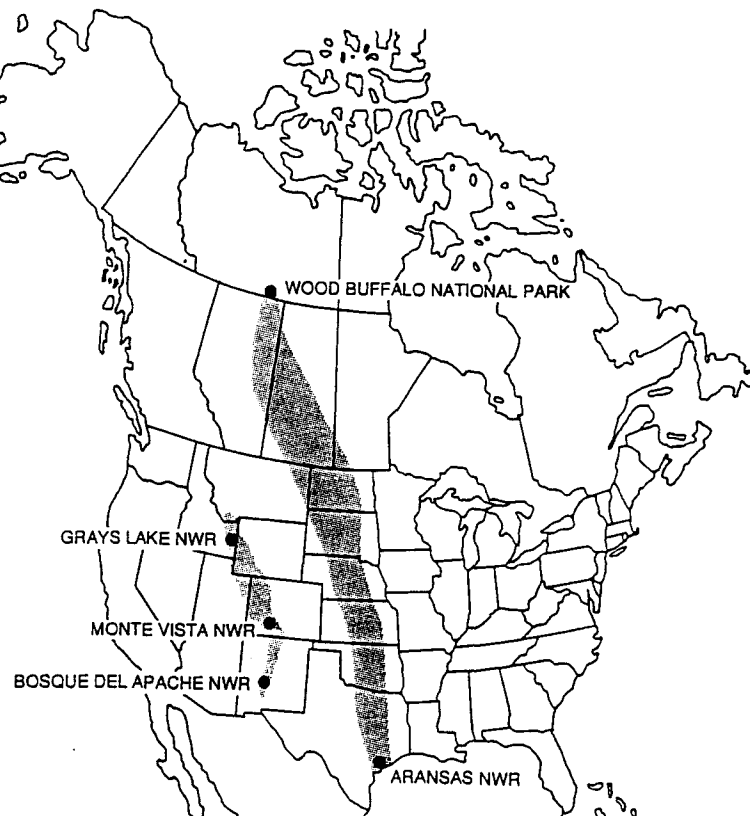 WOOD BUFFALO NATIONAL PARK
GRAYS LAKE NWR
MONTE VISTA NWR
BOSQUE DEL APACHE NWR
ARANSAS NWR